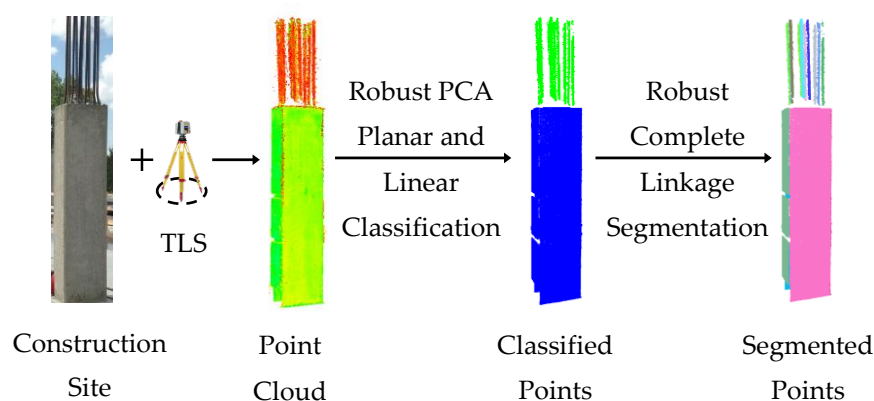 +
TLS
Robust PCA
Planar and
Linear
Classification
Robust
Complete
Linkage
Segmentation
Construction
Site
Point
Cloud
Classified
Points
Segmented
Points